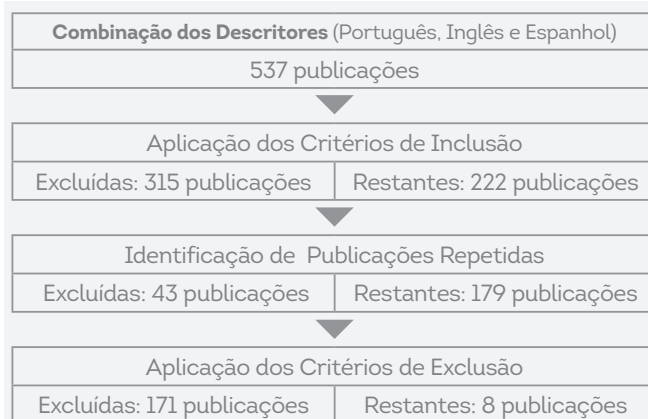 Combinação dos Descritores (Português, Inglês e Espanhol)
537 publicações
Aplicação dos Critérios de Inclusão
Excluídas: 315 publicações Restantes: 222 publicações
Identificação de Publicações Repetidas
Excluídas: 43 publicações Restantes: 179 publicações
Aplicação dos Critérios de Exclusão
Excluídas: 171 publicações Restantes: 8 publicações